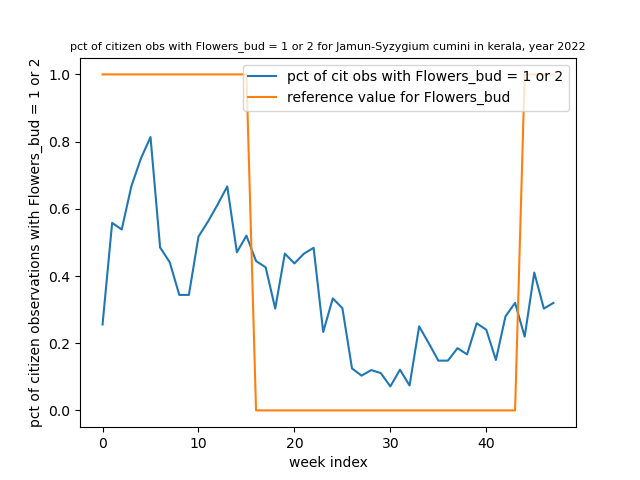 pct of citizen obs with Flowers_bud = 1 or 2 for Jamun-Syzygium cumini in kerala, year 2022
pct of cit obs with Flowers_bud = 1 or 2
reference value for Flowers_bud
pct of citizen observations with Flowers_bud = 1 or 2
1.0
0.8
0.6
0.4
0.2
0.0
0 10 20 30 40
week index